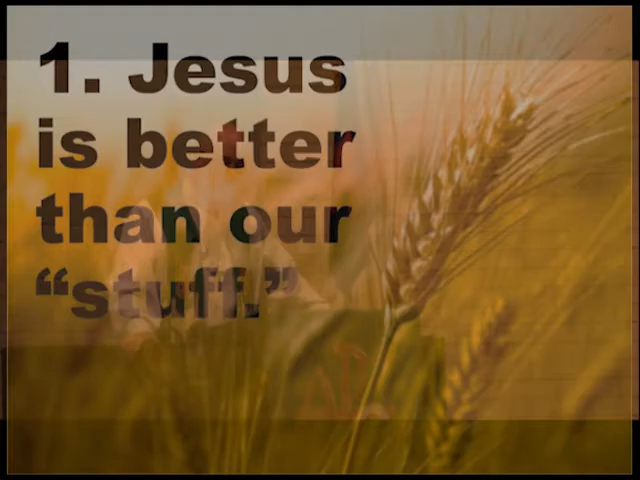 1. Jesus
is better
than our
“stuff.”